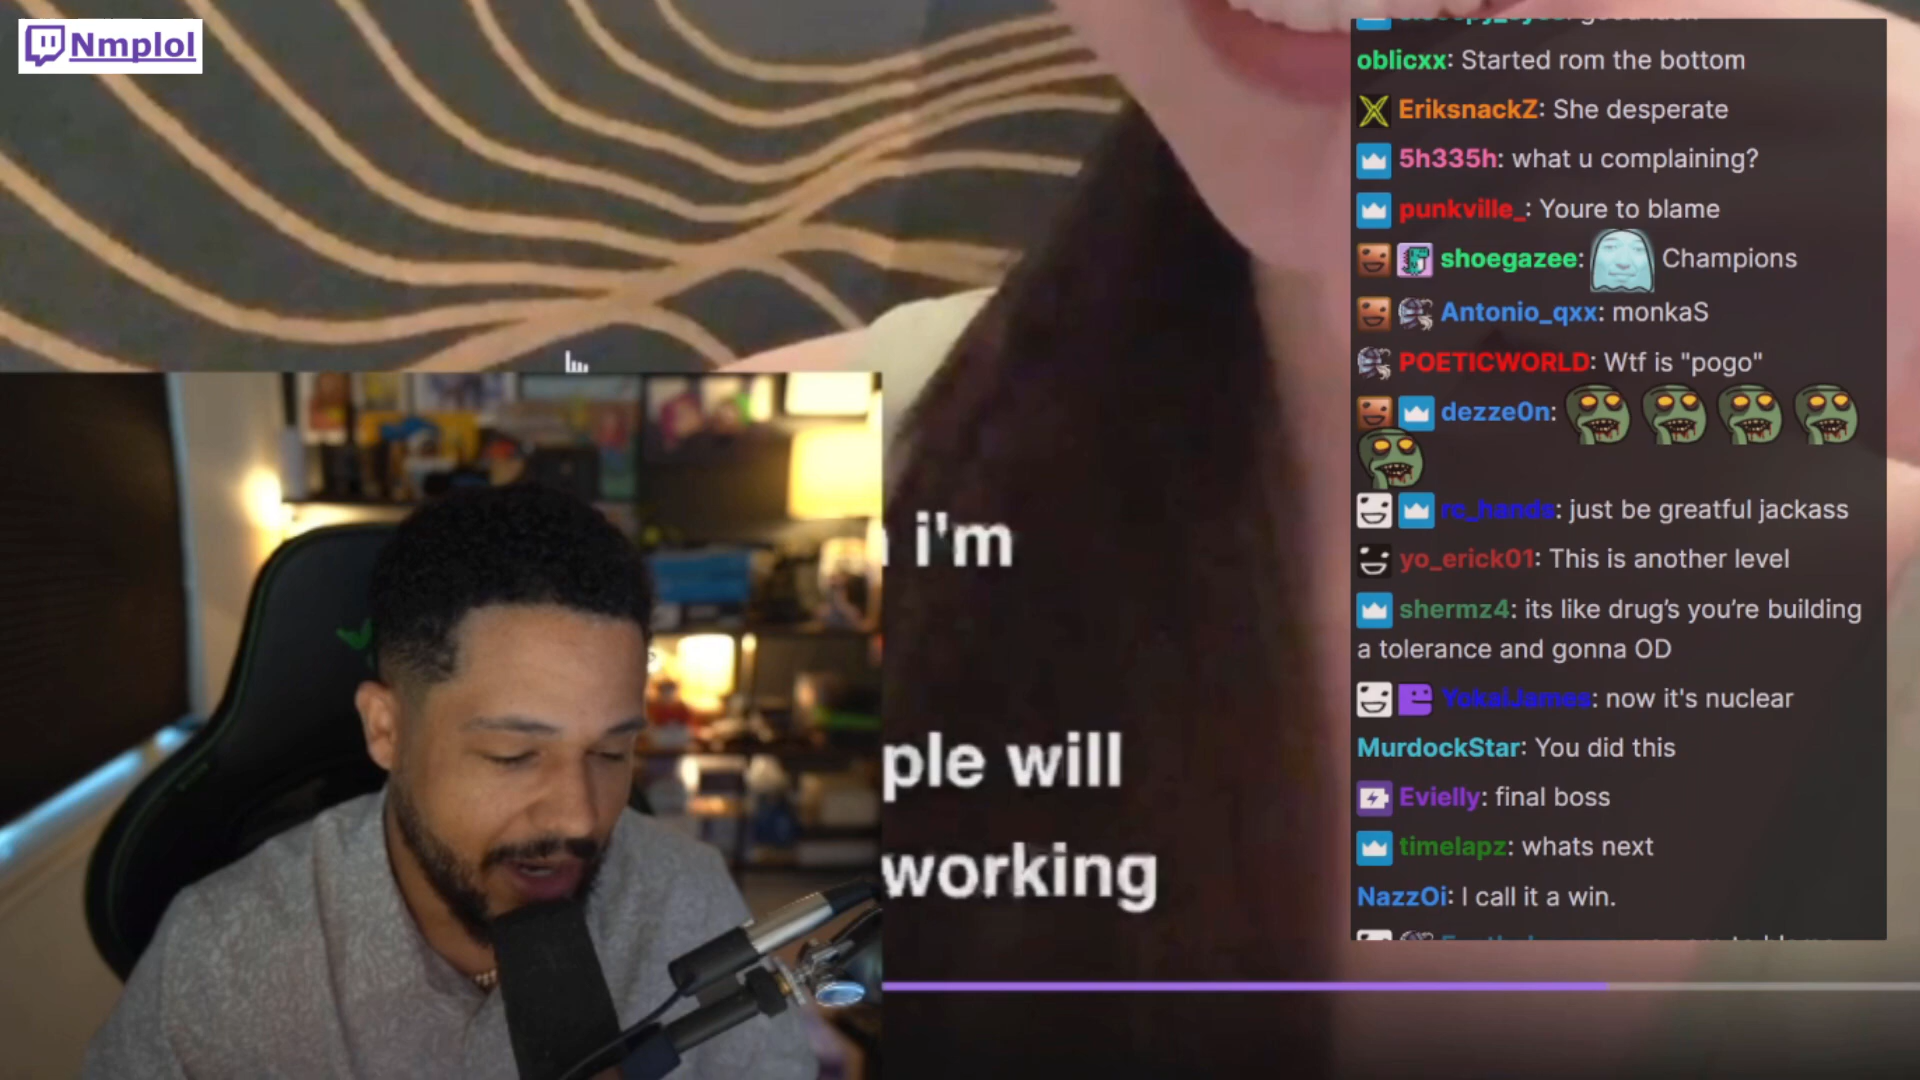 Nmplol
oblicxx: Started rom the bottom
EriksnackZ: She desperate
5h335h: what u complaining?
punkville_: Youre to blame
shoegazee: Champions
Antonio_qxx: monkaS
POETICWORLD: Wtf is "pogo"
dezze0n:
rc_hands: just be greatful jackass
yo_erick01: This is another level
shermz4: its like drug's you're building
a tolerance and gonna OD
YokaiJames: now it's nuclear
MurdockStar: You did this
Evielly: final boss
timelapz: whats next
NazzOi: I call it a win.
i'm
ple will
working